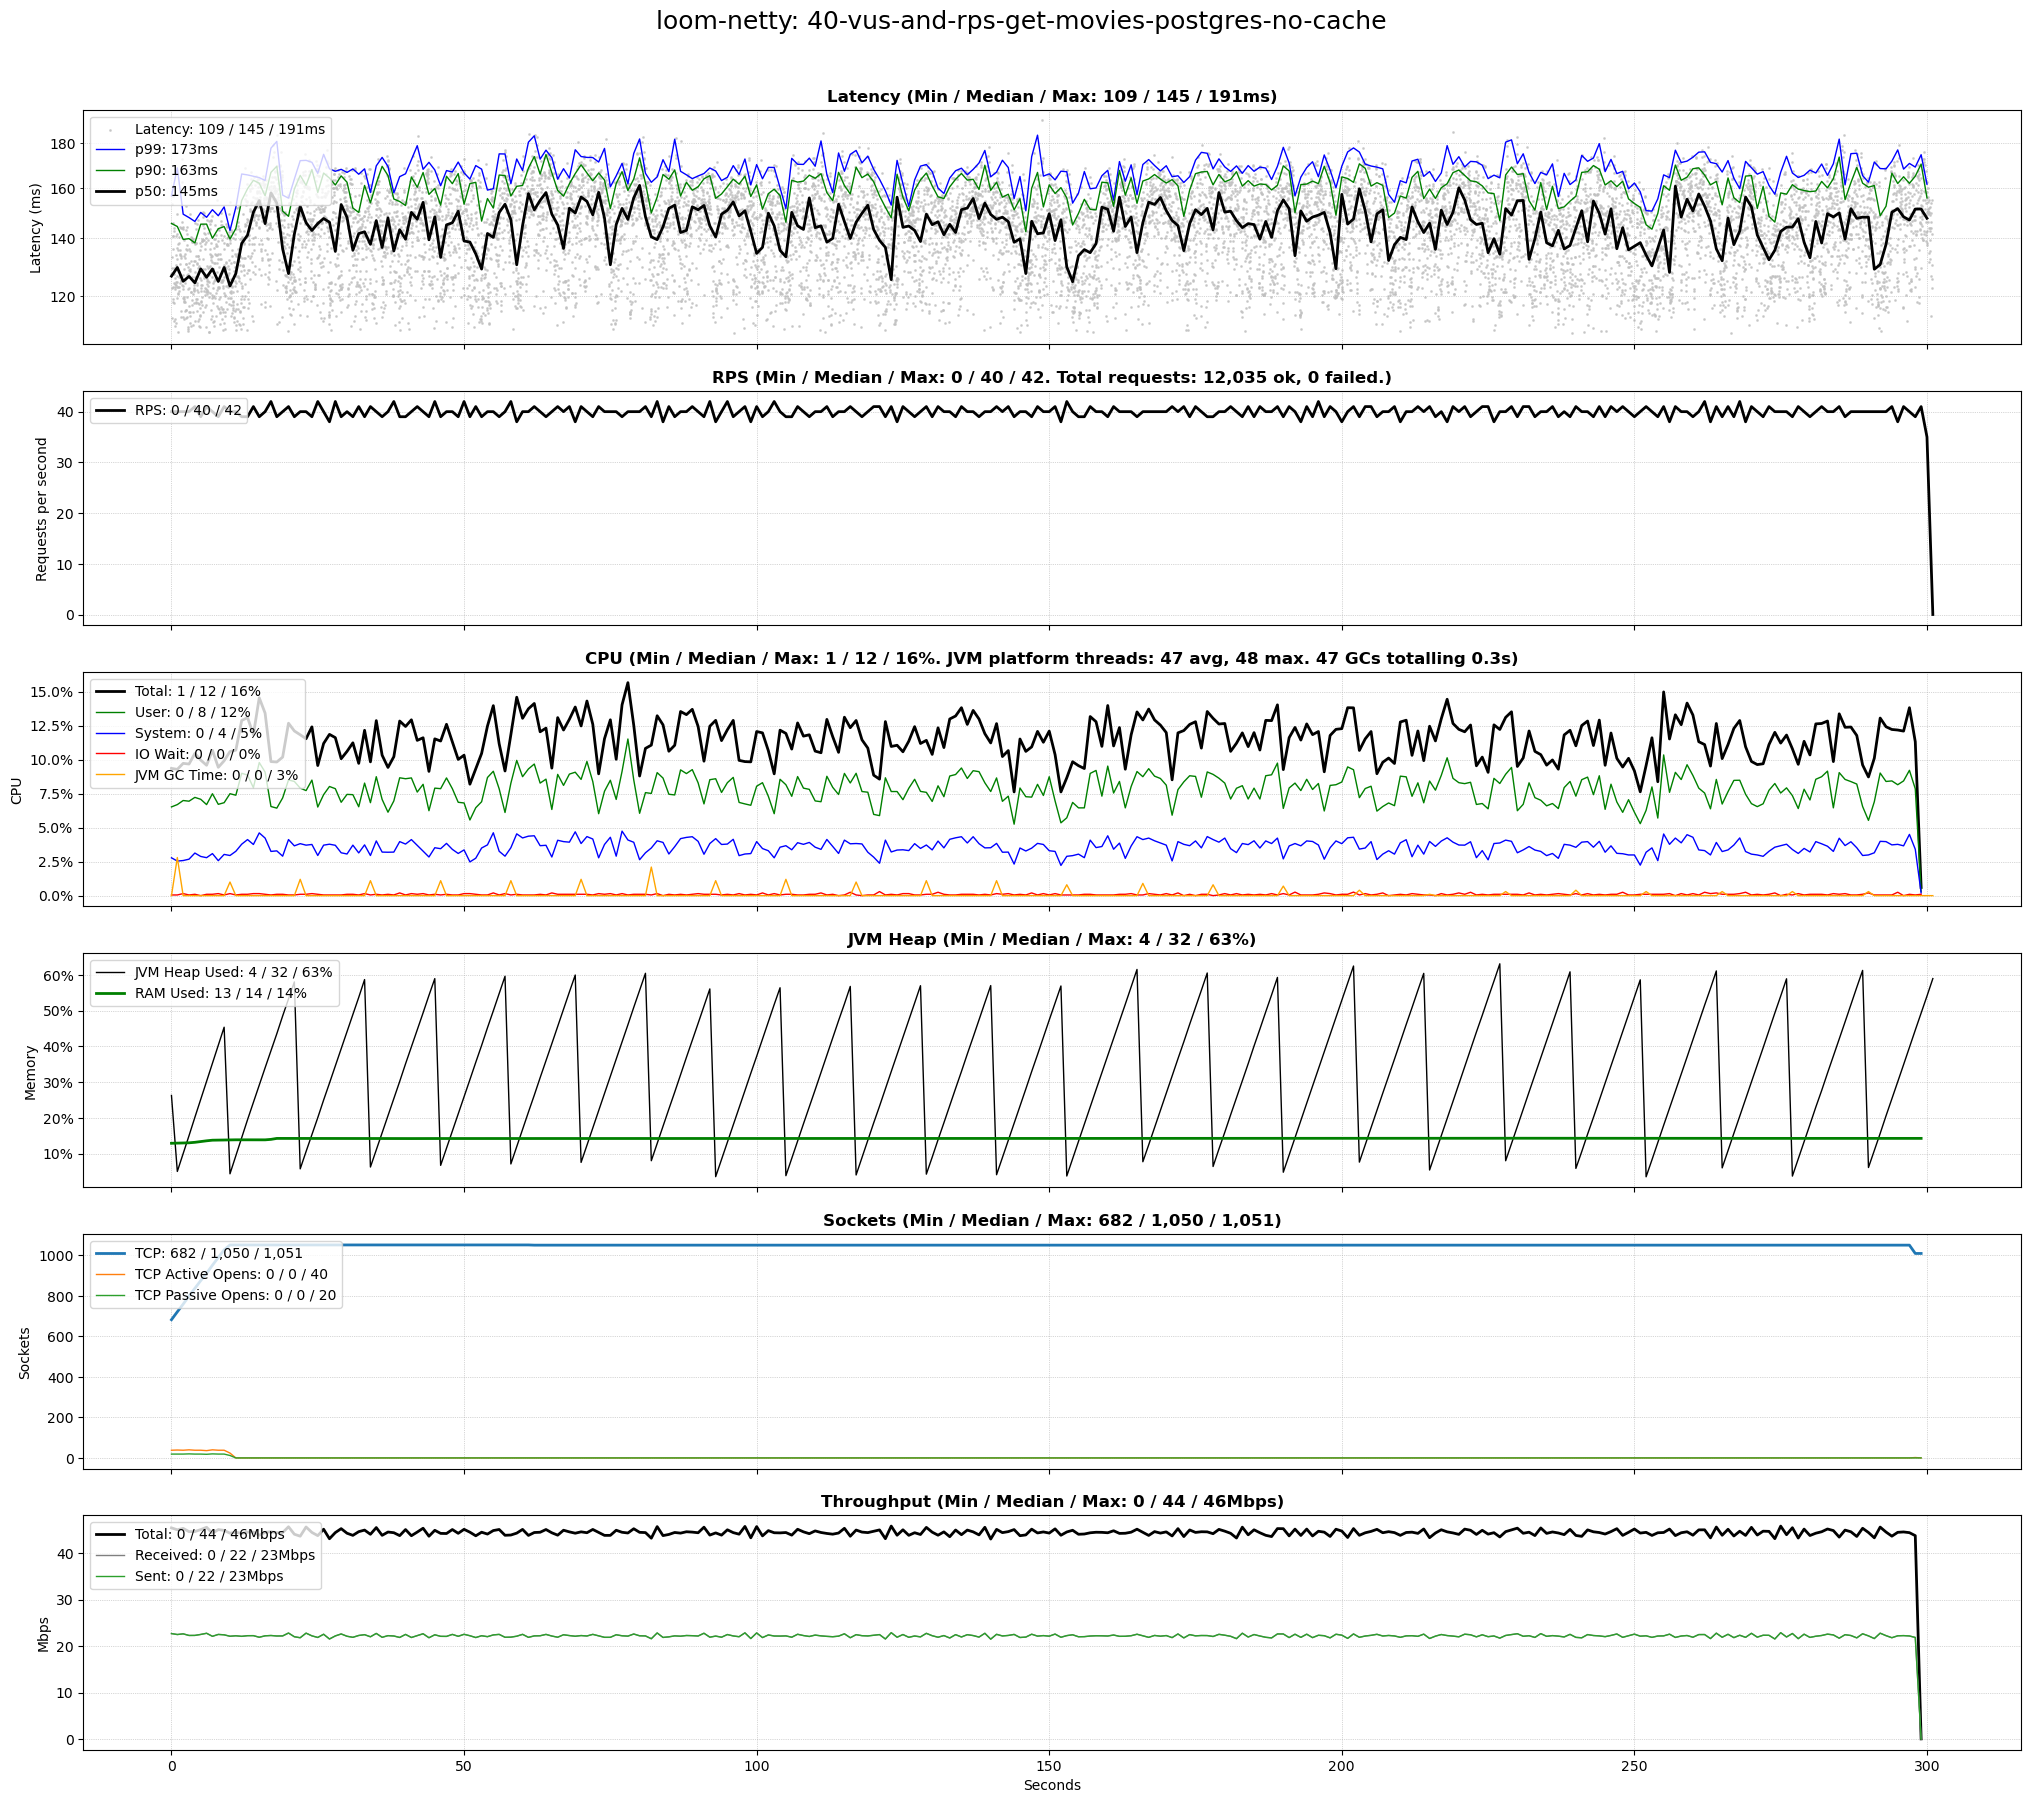 loom-netty: 40-vus-and-rps-get-movies-postgres-no-cache
Latency (Min / Median / Max: 109 / 145 / 191ms)
Latency (ms)
180
160
140
120
Latency: 109 / 145 / 191ms
p99: 173ms
p90: 163ms
p50: 145ms
RPS (Min / Median / Max: 0 / 40 / 42. Total requests: 12,035 ok, 0 failed.)
Requests per second
40
30
20
10
0
RPS: 0 / 40 / 42
CPU (Min / Median / Max: 1 / 12 / 16%. JVM platform threads: 47 avg, 48 max. 47 GCs totalling 0.3s)
CPU
15.0%
12.5%
10.0%
7.5%
5.0%
2.5%
0.0%
Total: 1 / 12 / 16%
User: 0 / 8 / 12%
System: 0 / 4 / 5%
IO Wait: 0 / 0 / 0%
JVM GC Time: 0 / 0 / 3%
JVM Heap (Min / Median / Max: 4 / 32 / 63%)
Memory
60%
50%
40%
30%
20%
10%
JVM Heap Used: 4 / 32 / 63%
RAM Used: 13 / 14 / 14%
Sockets (Min / Median / Max: 682 / 1,050 / 1,051)
Sockets
1000
800
600
400
200
0
TCP: 682 / 1,050 / 1,051
TCP Active Opens: 0 / 0 / 40
TCP Passive Opens: 0 / 0 / 20
Throughput (Min / Median / Max: 0 / 44 / 46Mbps)
Mbps
40
30
20
10
0
Total: 0 / 44 / 46Mbps
Received: 0 / 22 / 23Mbps
Sent: 0 / 22 / 23Mbps
0
50
100
150
200
250
300
Seconds